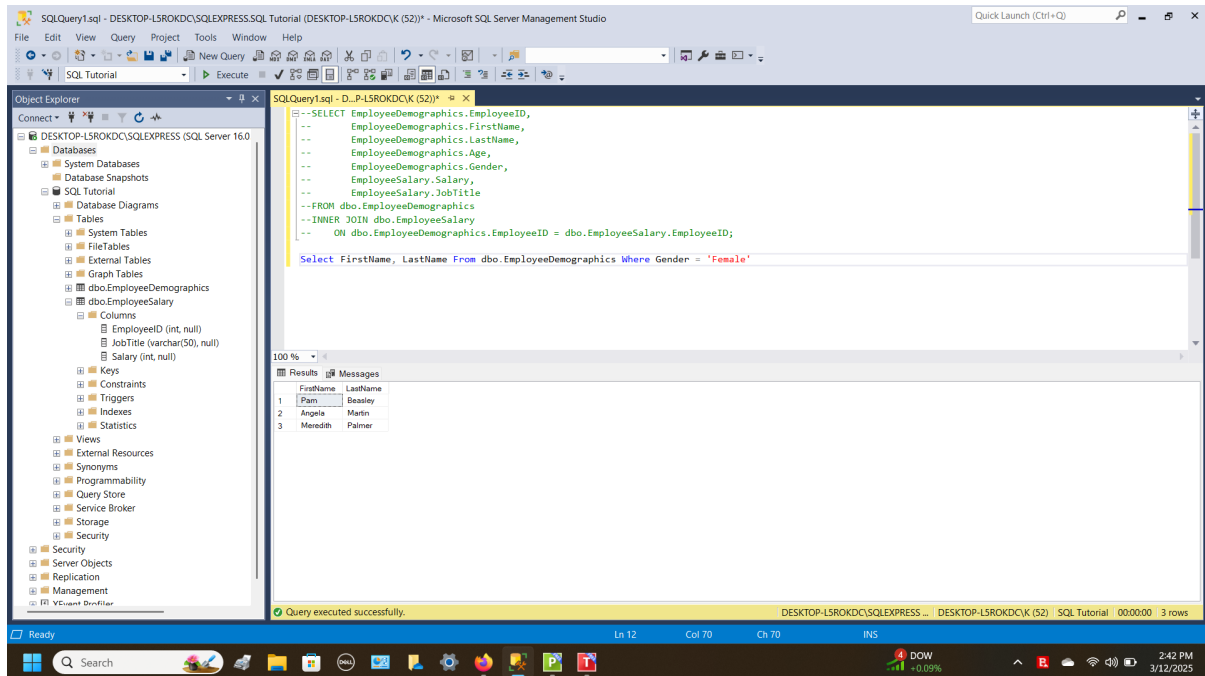 SQLQuery1.sql - DESKTOP-L5ROKDC\SQLEXPRESS.SQL Tutorial (DESKTOP-L5ROKDC\K (52))* - Microsoft SQL Server Management Studio
Quick Launch (Ctrl+Q)
File Edit View Query Project Tools Window Help
New Query
MDX DMX XMLA DAX
SQL Tutorial
Execute
Object Explorer
Connect
DESKTOP-L5ROKDC\SQLEXPRESS (SQL Server 16.0
Databases
System Databases
Database Snapshots
SQL Tutorial
Database Diagrams
Tables
System Tables
FileTables
External Tables
Graph Tables
dbo.EmployeeDemographics
dbo.EmployeeSalary
Columns
EmployeeID (int, null)
JobTitle (varchar(50), null)
Salary (int, null)
Keys
Constraints
Triggers
Indexes
Statistics
Views
External Resources
Synonyms
Programmability
Query Store
Service Broker
Storage
Security
Security
Server Objects
Replication
Management
XEvent Profiler
SQLQuery1.sql - D...P-L5ROKDC\K (52))*
--SELECT EmployeeDemographics.EmployeeID,
-- EmployeeDemographics.FirstName,
-- EmployeeDemographics.LastName,
-- EmployeeDemographics.Age,
-- EmployeeDemographics.Gender,
-- EmployeeSalary.Salary,
-- EmployeeSalary.JobTitle
--FROM dbo.EmployeeDemographics
--INNER JOIN dbo.EmployeeSalary
-- ON dbo.EmployeeDemographics.EmployeeID = dbo.EmployeeSalary.EmployeeID;
Select FirstName, LastName From dbo.EmployeeDemographics Where Gender = 'Female'
100 %
Results Messages
FirstName LastName
1 Pam Beasley
2 Angela Martin
3 Meredith Palmer
Query executed successfully.
DESKTOP-L5ROKDC\SQLEXPRESS ... DESKTOP-L5ROKDC\K (52) SQL Tutorial 00:00:00 3 rows
Ready
Ln 12 Col 70 Ch 70 INS
Search
DELL
P
T
4
DOW
+0.09%
B
2:42 PM
3/12/2025